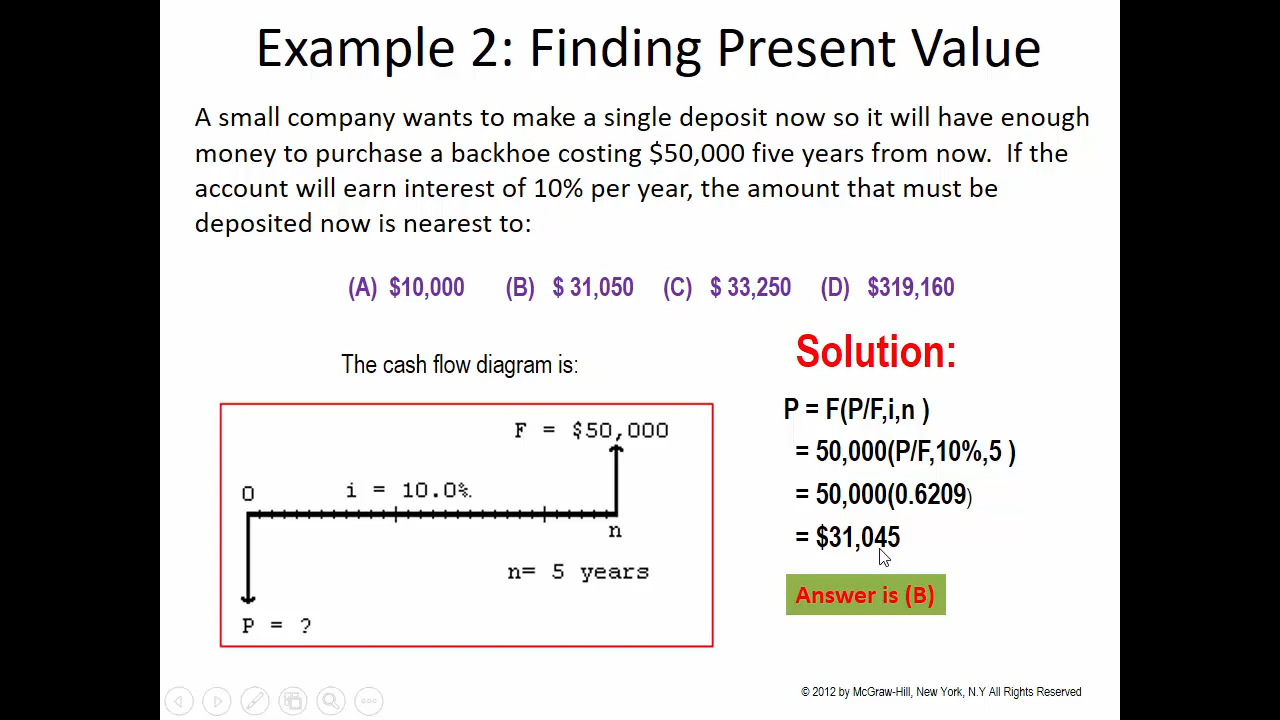 Example 2: Finding Present Value
A small company wants to make a single deposit now so it will have enough
money to purchase a backhoe costing $50,000 five years from now. If the
account will earn interest of 10% per year, the amount that must be
deposited now is nearest to:
(A) $10,000 (B) $ 31,050 (C) $ 33,250 (D) $319,160
The cash flow diagram is:
F = $50,000
0 i = 10.0%.
n
n= 5 years
P = ?
Solution:
P = F(P/F,i,n )
= 50,000(P/F,10%,5 )
= 50,000(0.6209)
= $31,045
Answer is (B)
© 2012 by McGraw-Hill, New York, N.Y All Rights Reserved